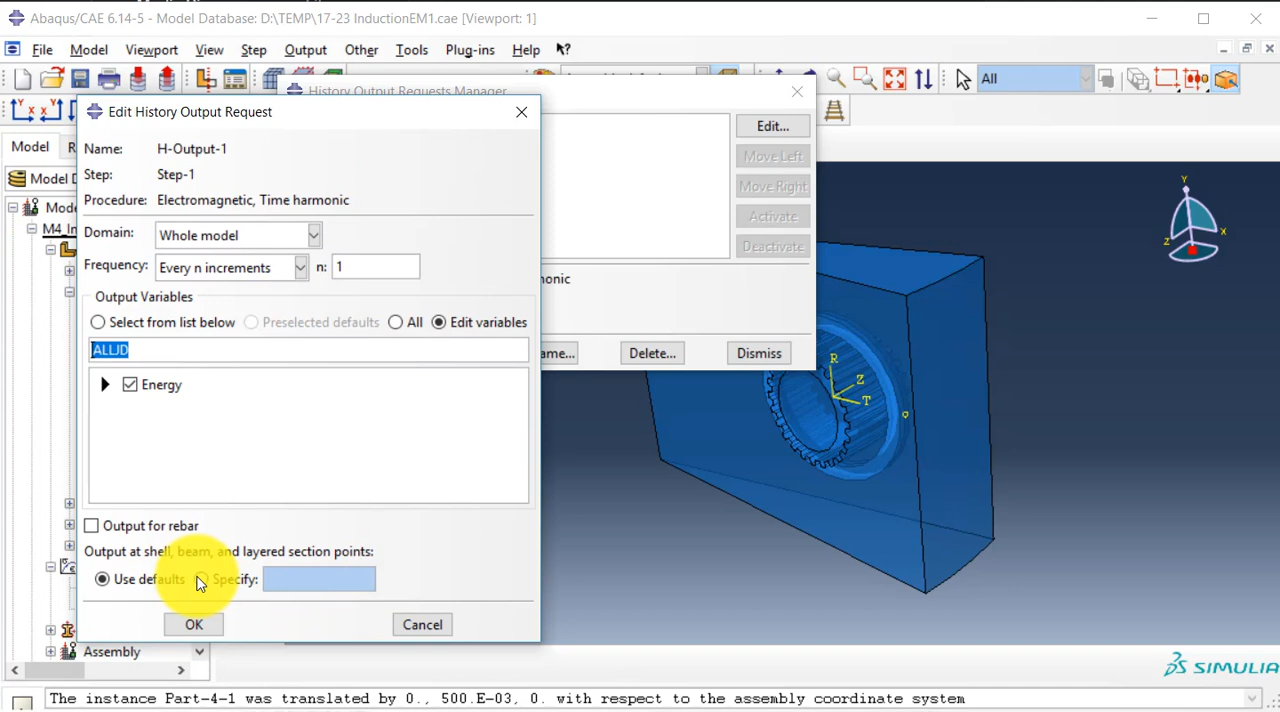 Abaqus/CAE 6.14-5 - Model Database: D:\TEMP\17-23 InductionEM1.cae [Viewport: 1]
File Model Viewport View Step Output Other Tools Plug-ins Help
All
History Output Requests Manager
Edit History Output Request
Edit...
Model
Name: H-Output-1
Move Left
Model
Step: Step-1
Move Right
Procedure: Electromagnetic, Time harmonic
Activate
Domain: Whole model
Deactivate
Frequency: Every n increments n: 1
onic
Output Variables
Select from list below Preselected defaults All Edit variables
ALLJD
ame... Delete... Dismiss
Energy
Output for rebar
Output at shell, beam, and layered section points:
Use defaults Specify:
OK Cancel
Assembly
Y
X
Z
R
Z
T
SIMULIA
The instance Part-4-1 was translated by 0., 500.E-03, 0. with respect to the assembly coordinate system